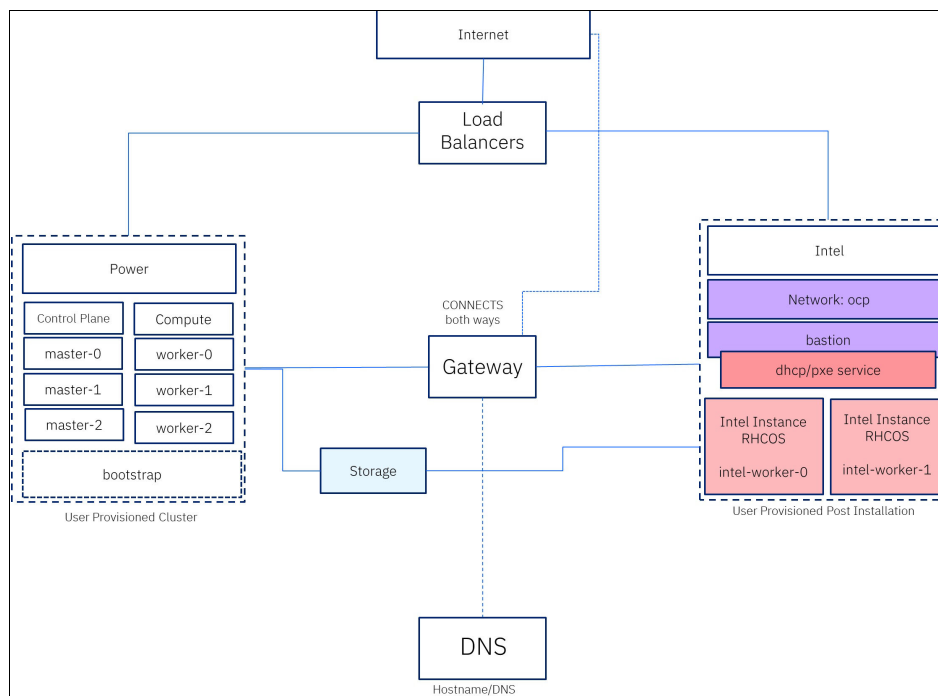 Internet
Load
Balancers
Power
Control Plane
Compute
master-0
worker-0
master-1
worker-1
master-2
worker-2
bootstrap
User Provisioned Cluster
CONNECTS
both ways
Gateway
Storage
Intel
Network: ocp
bastion
dhcp/pxe service
Intel Instance
RHCOS
intel-worker-0
Intel Instance
RHCOS
intel-worker-1
User Provisioned Post Installation
DNS
Hostname/DNS